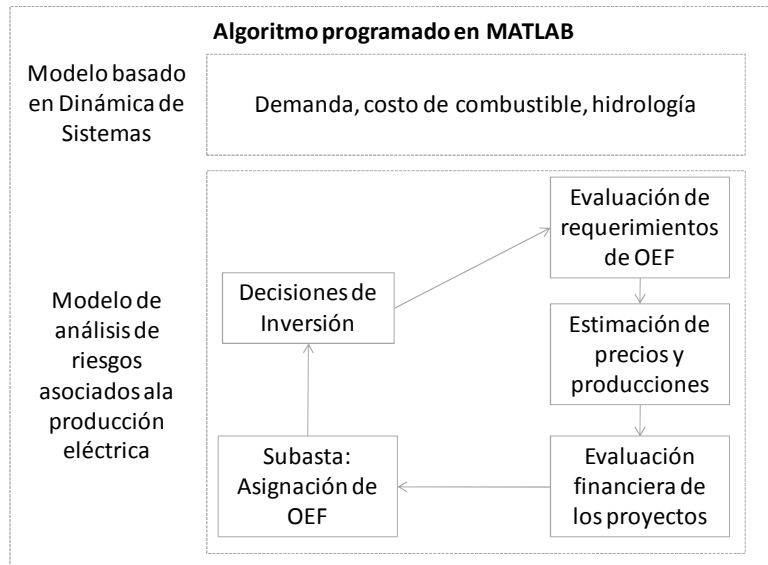 Algoritmo programado en MATLAB
Modelo basado
en Dinámica de
Sistemas
Demanda, costo de combustible, hidrología
Modelo de
análisis de
riesgos
asociados ala
producción
eléctrica
Evaluación de
requerimientos
de OEF
Decisiones de
Inversión
Estimación de
precios y
producciones
Subasta:
Asignación de
OEF
Evaluación
financiera de
los proyectos